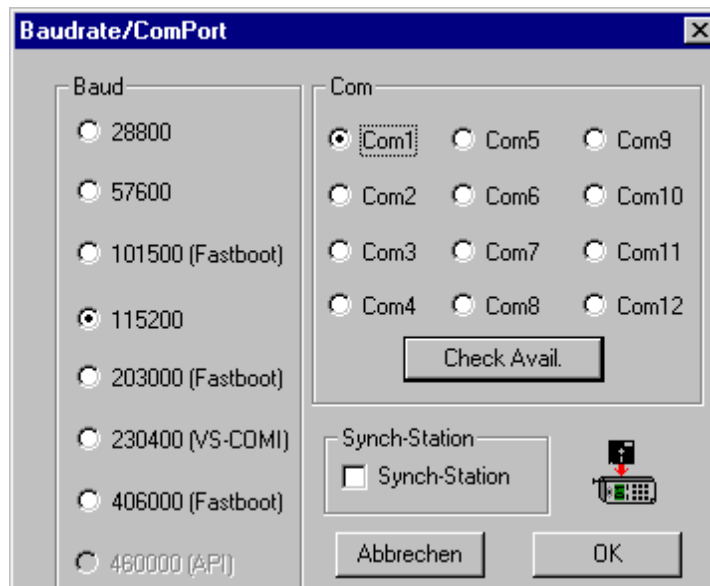 Baudrate/ComPort
Baud
28800
57600
101500 (Fastboot)
115200
203000 (Fastboot)
230400 (VS-COMI)
406000 (Fastboot)
460000 (API)
Com
Com1 Com5 Com9
Com2 Com6 Com10
Com3 Com7 Com11
Com4 Com8 Com12
Check Avail.
Synch-Station
Synch-Station
Abbrechen OK